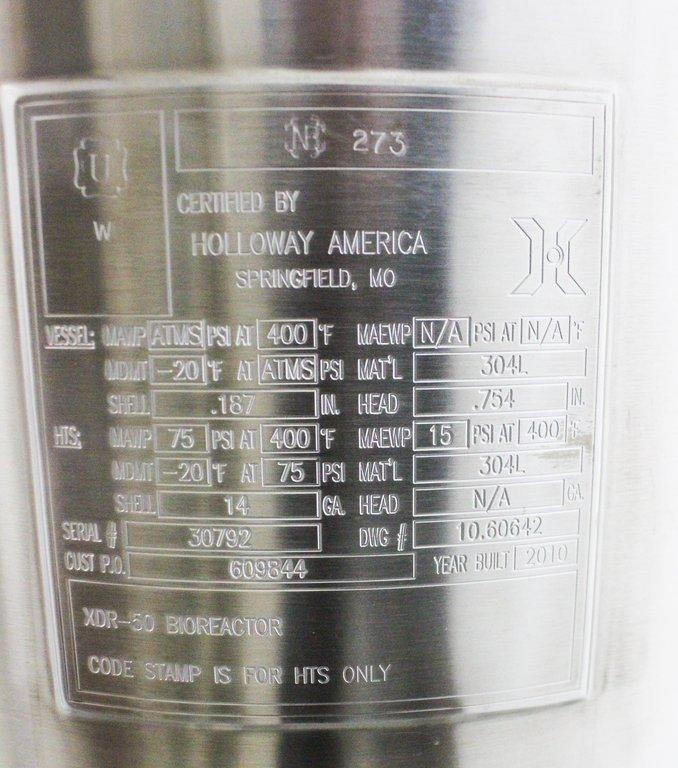 U
W
NB 273
CERTIFIED BY
HOLLOWAY AMERICA
SPRINGFIELD, MO
H
VESSEL: MAWP ATMS PSI AT 400 °F MAEWP N/A PSI AT N/A °F
MDMT -20 °F AT ATMS PSI MAT'L 304L
SHELL .187 IN. HEAD .754 IN.
HTS: MAWP 75 PSI AT 400 °F MAEWP 15 PSI AT 400 °F
MDMT -20 °F AT 75 PSI MAT'L 304L
SHELL 14 GA. HEAD N/A GA.
SERIAL # 30792 DWG # 10.60642
CUST P.O. 609844 YEAR BUILT 2010
XDR-50 BIOREACTOR
CODE STAMP IS FOR HTS ONLY